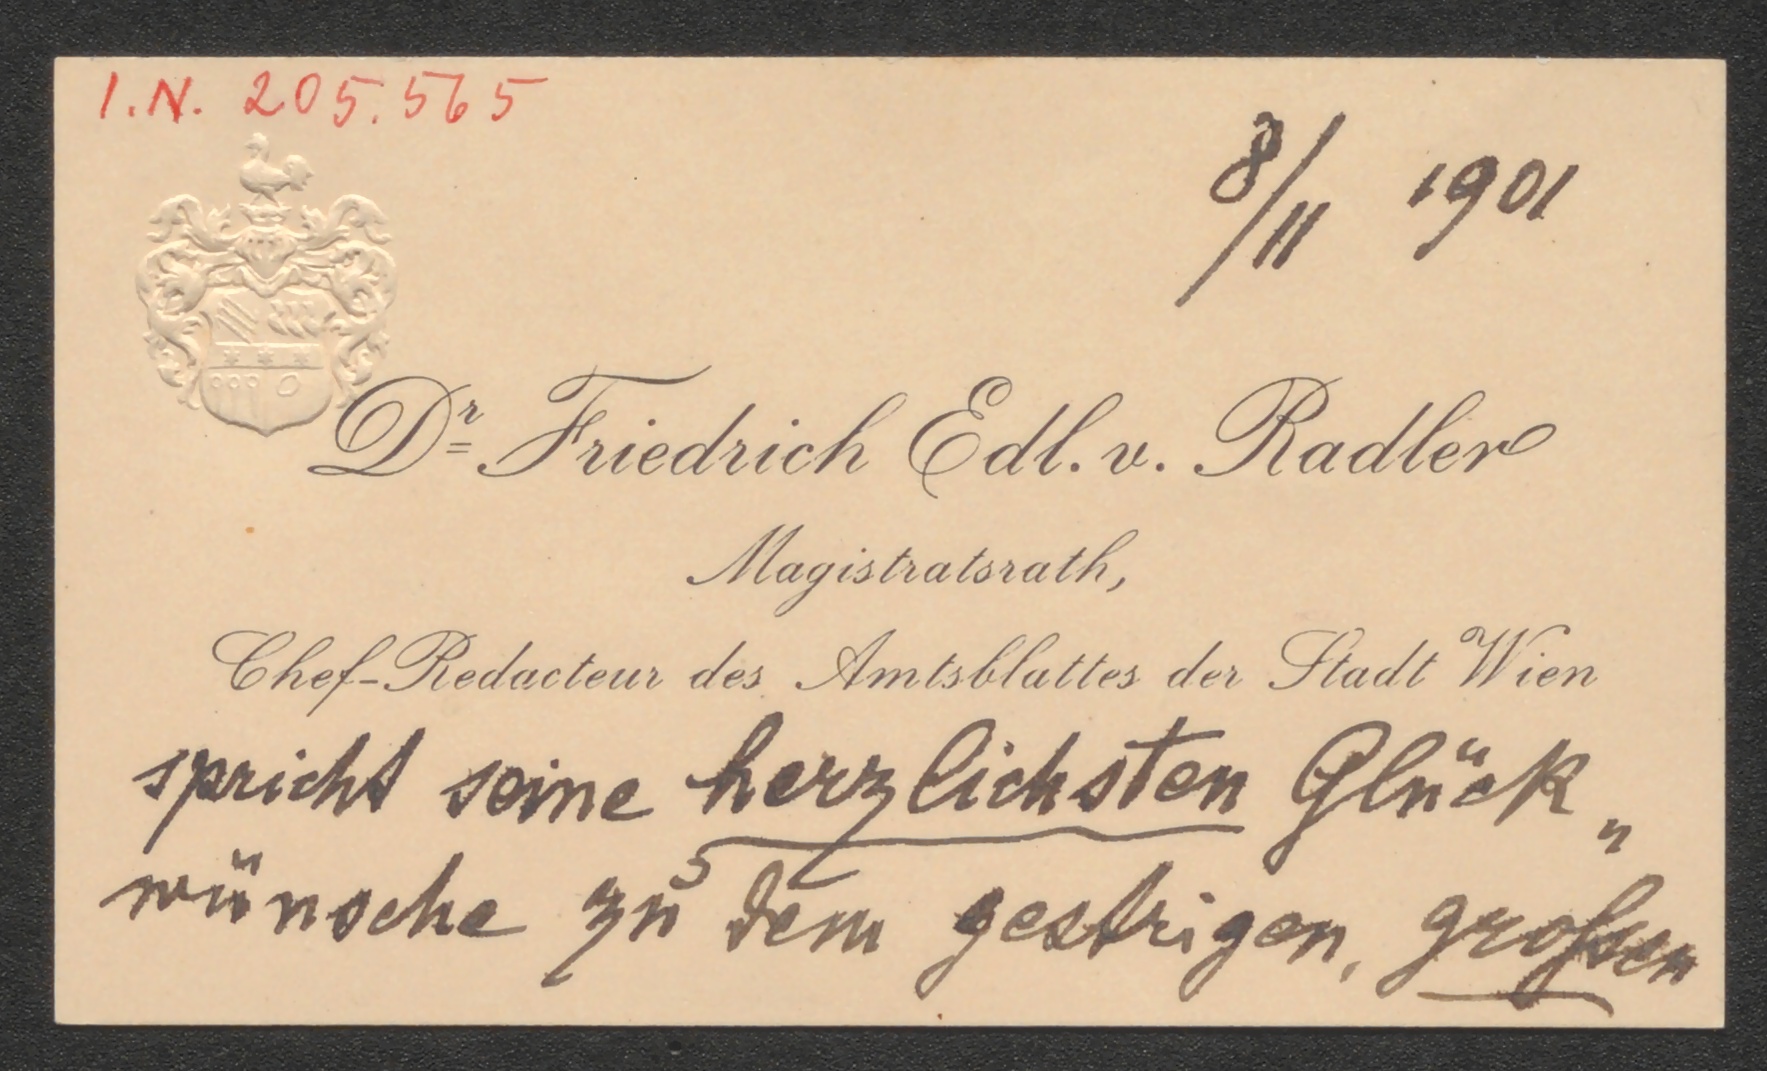 I.N. 205.565
8/11 1901
Dr. Friedrich Edl. v. Radler
Magistratsrath,
Chef-Redacteur des Amtsblattes der Stadt Wien
spricht seine herzlichsten Glück„
wünsche zu dem gestrigen, großen